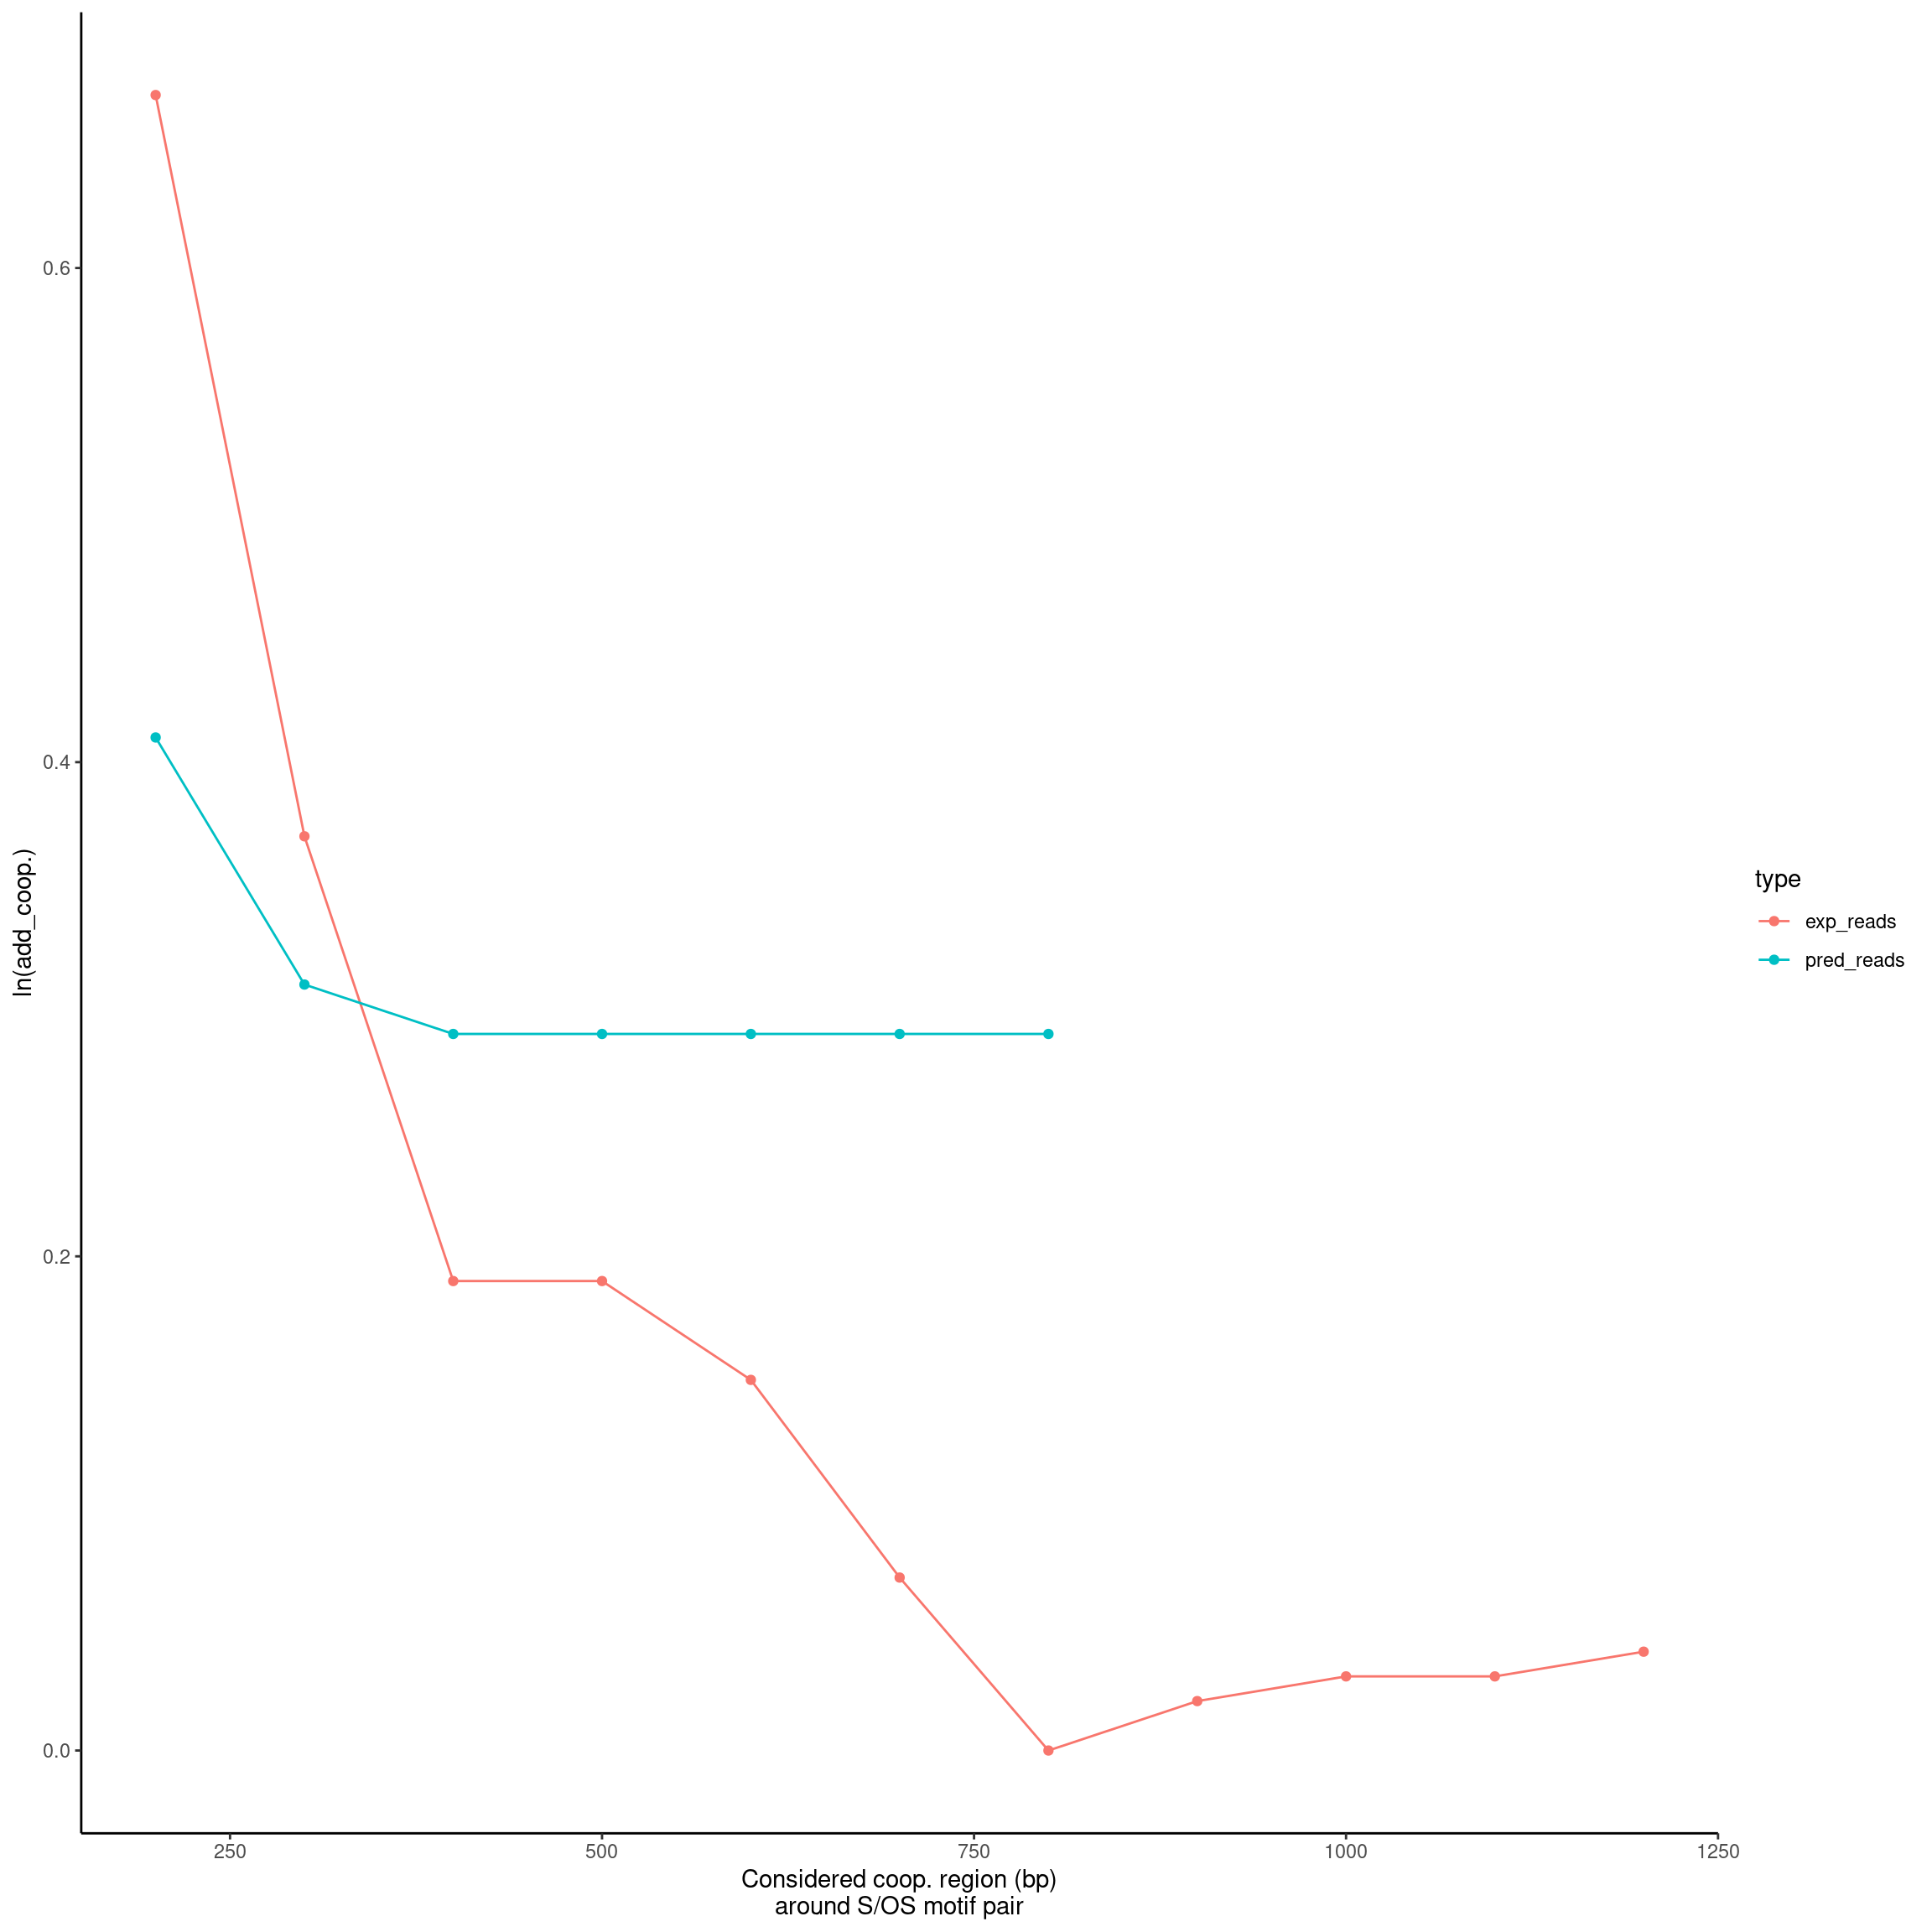 0.6
0.4
0.2
0.0
ln(add_coop.)
250
500
750
1000
1250
Considered coop. region (bp)
around S/OS motif pair
type
exp_reads
pred_reads